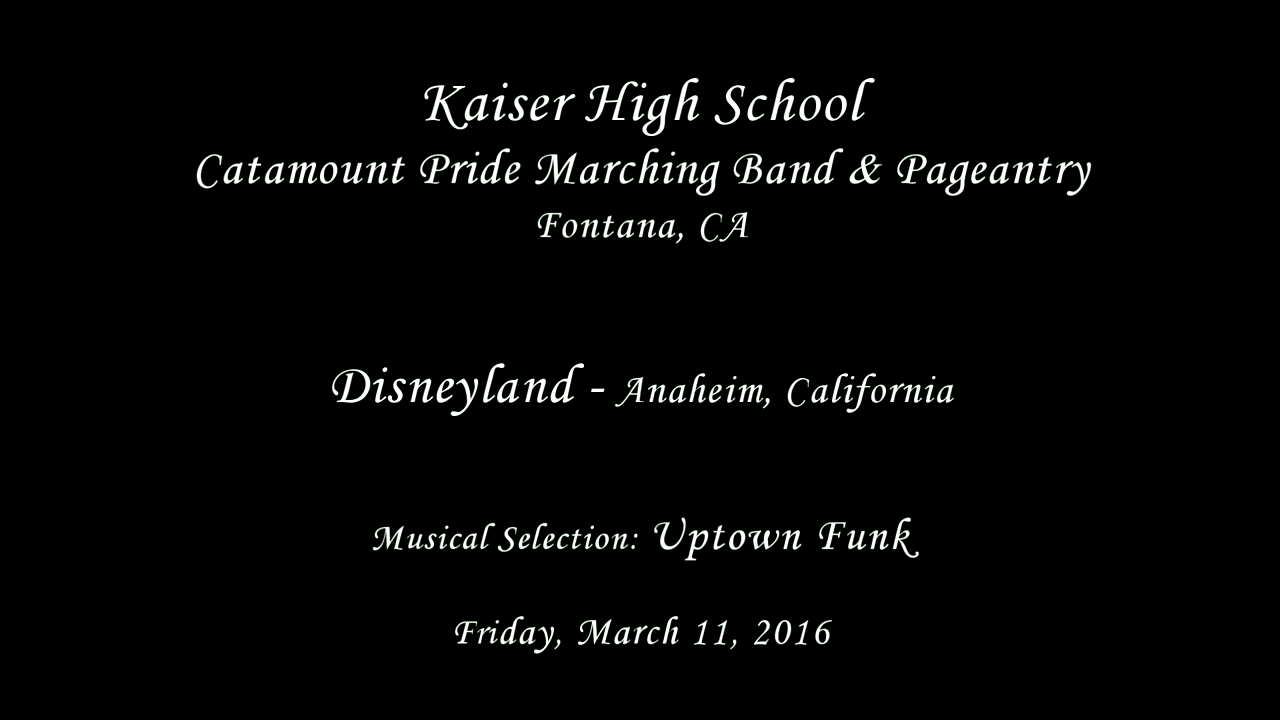 Kaiser High School
Catamount Pride Marching Band & Pageantry
Fontana, CA
Disneyland - Anaheim, California
Musical Selection: Uptown Funk
Friday, March 11, 2016